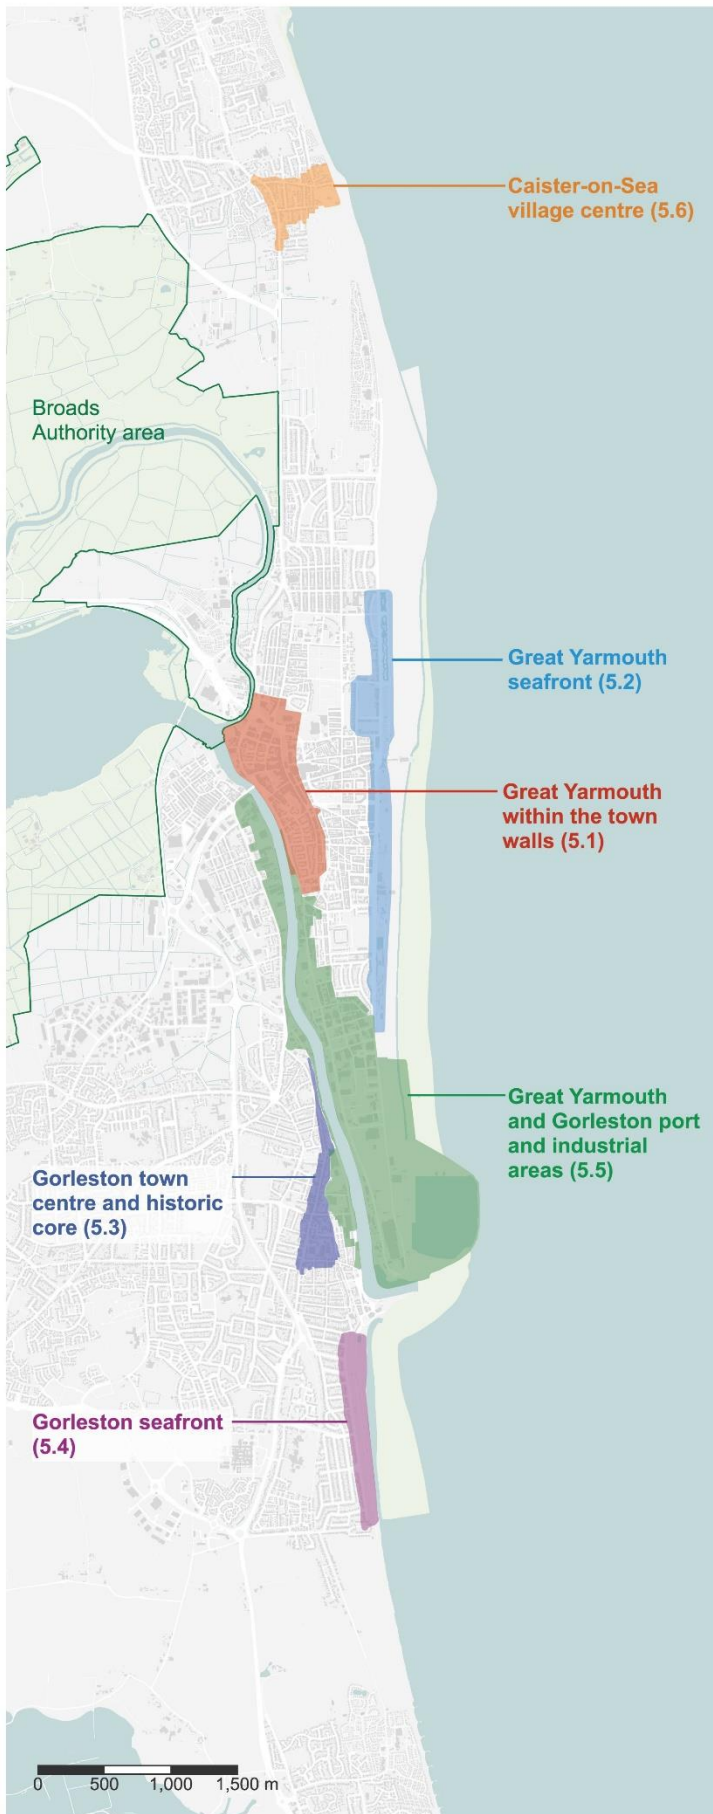 Caister-on-Sea
village centre (5.6)
Broads
Authority area
Great Yarmouth
seafront (5.2)
Great Yarmouth
within the town
walls (5.1)
Great Yarmouth
and Gorleston port
and industrial
areas (5.5)
Gorleston town
centre and historic
core (5.3)
Gorleston seafront
(5.4)
0 500 1,000 1,500 m